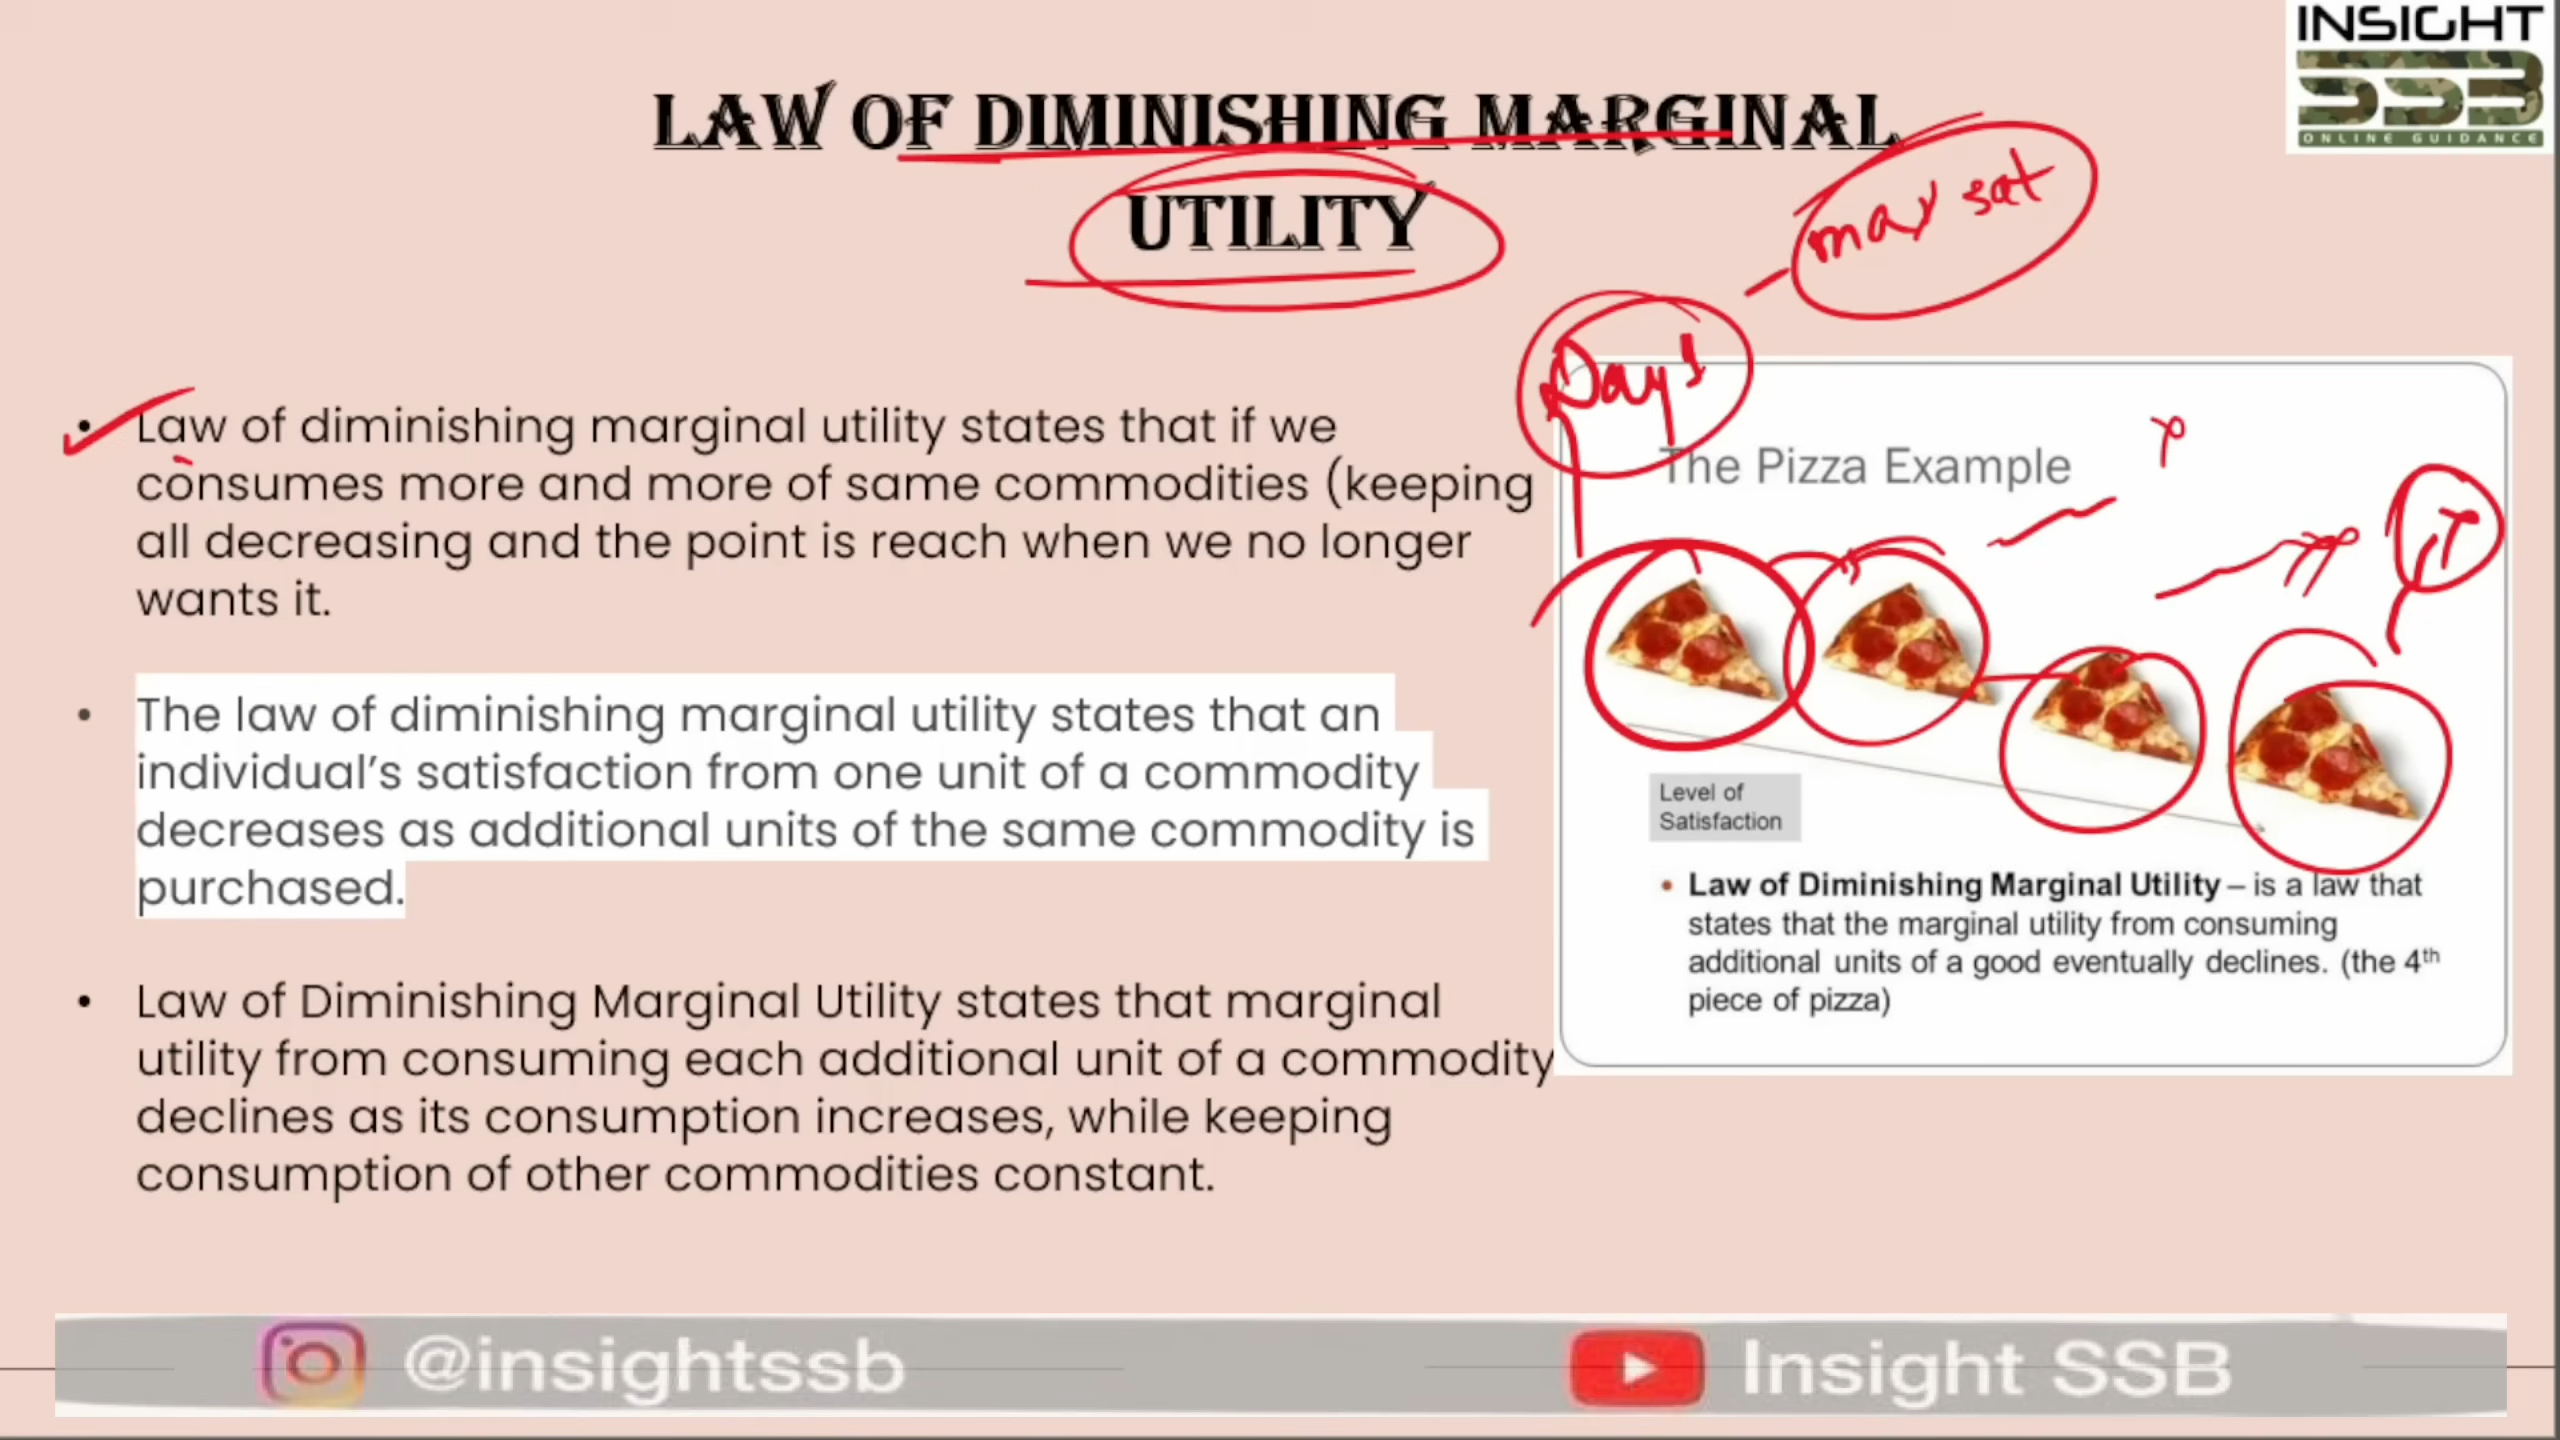 INSIGHT
SSB
ONLINE GUIDANCE
LAW OF DIMINISHING MARGINAL
UTILITY
max sat
Day 1
• Law of diminishing marginal utility states that if we
consumes more and more of same commodities (keeping
all decreasing and the point is reach when we no longer
wants it.
• The law of diminishing marginal utility states that an
individual’s satisfaction from one unit of a commodity
decreases as additional units of the same commodity is
purchased.
• Law of Diminishing Marginal Utility states that marginal
utility from consuming each additional unit of a commodity
declines as its consumption increases, while keeping
consumption of other commodities constant.
The Pizza Example
Level of
Satisfaction
• Law of Diminishing Marginal Utility – is a law that
states that the marginal utility from consuming
additional units of a good eventually declines. (the 4th
piece of pizza)
@insightssb
Insight SSB